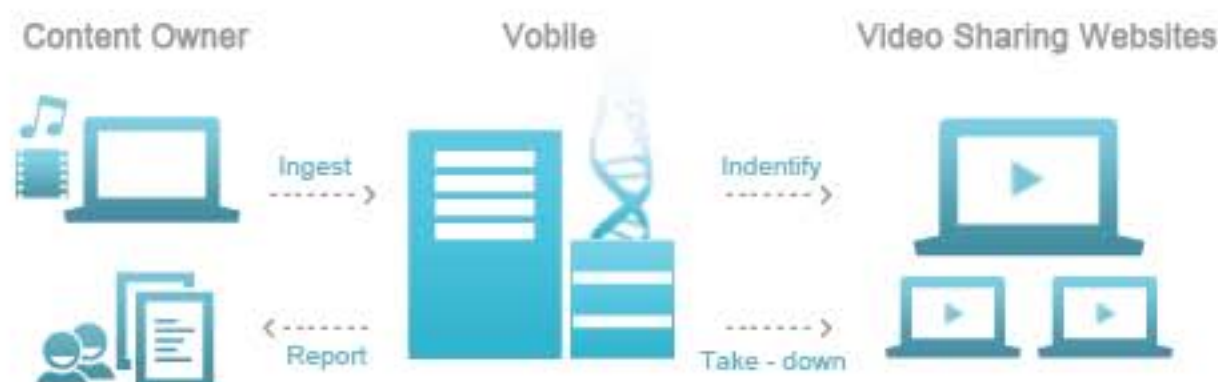 Content Owner
Vobile
Video Sharing Websites
Ingest
Indentify
Report
Take - down